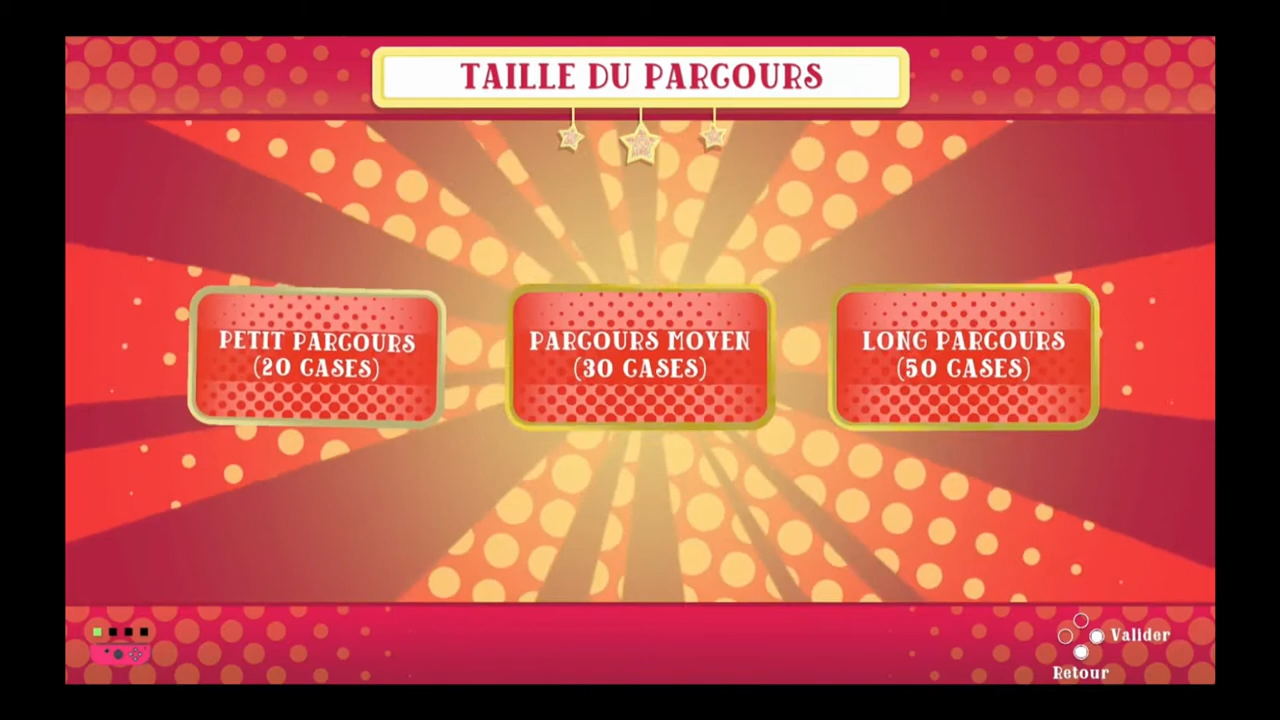 TAILLE DU PARCOURS
PETIT PARCOURS
(20 CASES)
PARCOURS MOYEN
(30 CASES)
LONG PARCOURS
(50 CASES)
Valider
Retour